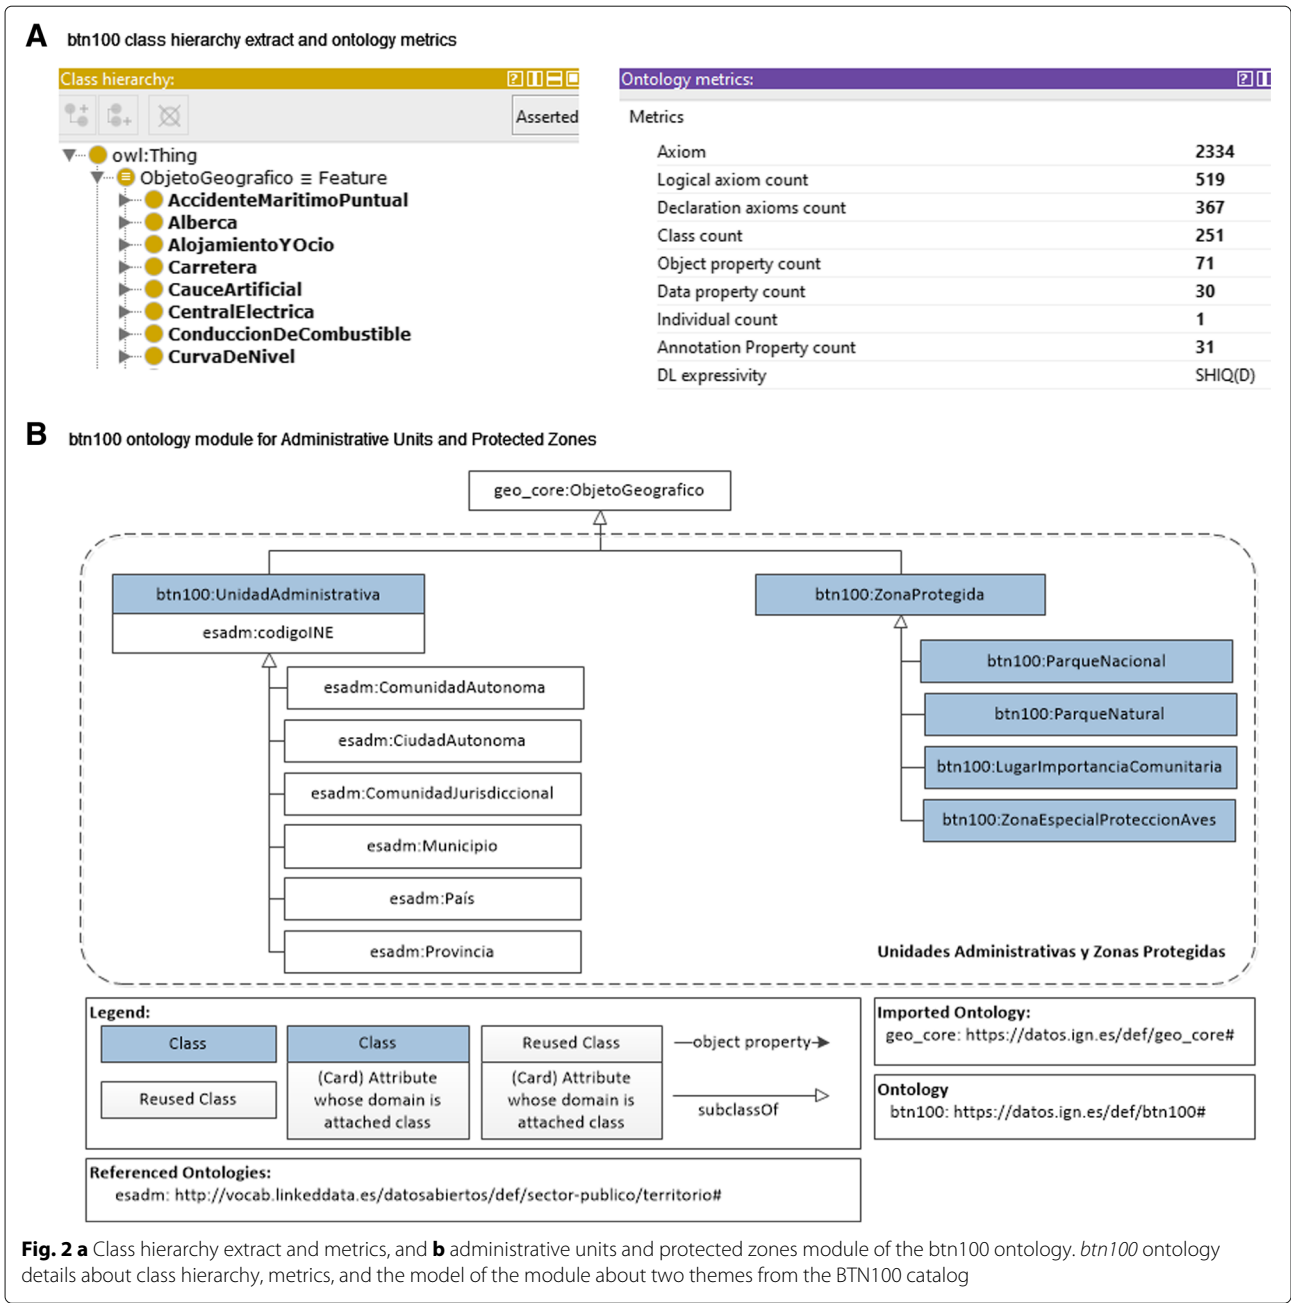 A btn100 class hierarchy extract and ontology metrics
Class hierarchy:
Asserted
owl:Thing
ObjetoGeografico ≡ Feature
AccidenteMaritimoPuntual
Alberca
AlojamientoYOcio
Carretera
CauceArtificial
CentralElectrica
ConduccionDeCombustible
CurvaDeNivel
Ontology metrics:
Metrics
Axiom 2334
Logical axiom count 519
Declaration axioms count 367
Class count 251
Object property count 71
Data property count 30
Individual count 1
Annotation Property count 31
DL expressivity SHIQ(D)
B btn100 ontology module for Administrative Units and Protected Zones
geo_core:ObjetoGeografico
btn100:UnidadAdministrativa
esadm:codigoINE
esadm:ComunidadAutonoma
esadm:CiudadAutonoma
esadm:ComunidadJurisdiccional
esadm:Municipio
esadm:País
esadm:Provincia
btn100:ZonaProtegida
btn100:ParqueNacional
btn100:ParqueNatural
btn100:LugarImportanciaComunitaria
btn100:ZonaEspecialProteccionAves
Unidades Administrativas y Zonas Protegidas
Legend:
Class
Reused Class
Class
(Card) Attribute
whose domain is
attached class
Reused Class
(Card) Attribute
whose domain is
attached class
object property
subclassOf
Imported Ontology:
geo_core: https://datos.ign.es/def/geo_core#
Ontology
btn100: https://datos.ign.es/def/btn100#
Referenced Ontologies:
esadm: http://vocab.linkeddata.es/datosabiertos/def/sector-publico/territorio#
Fig. 2 a Class hierarchy extract and metrics, and b administrative units and protected zones module of the btn100 ontology. btn100 ontology
details about class hierarchy, metrics, and the model of the module about two themes from the BTN100 catalog